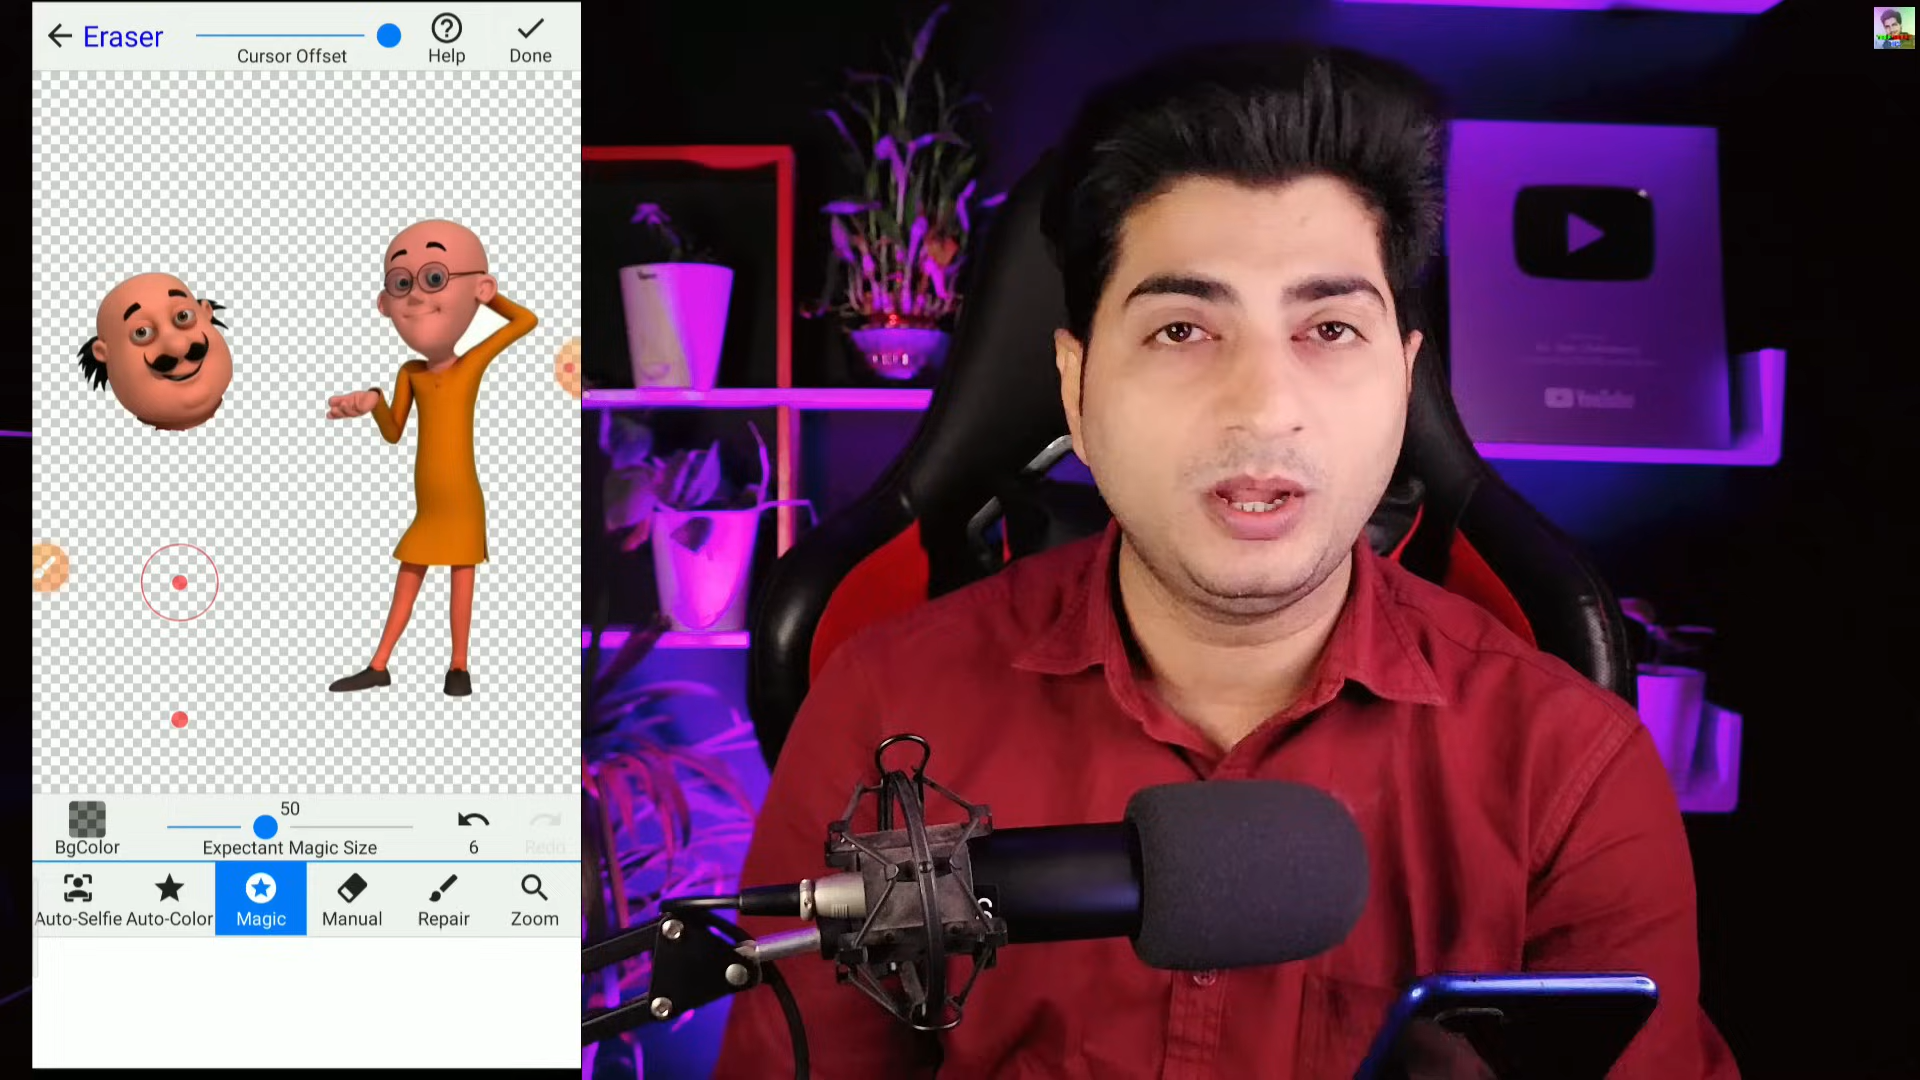 Eraser
Cursor Offset
Help
Done
50
BgColor
Expectant Magic Size
6
Redo
Auto-Selfie
Auto-Color
Magic
Manual
Repair
Zoom
YouTube